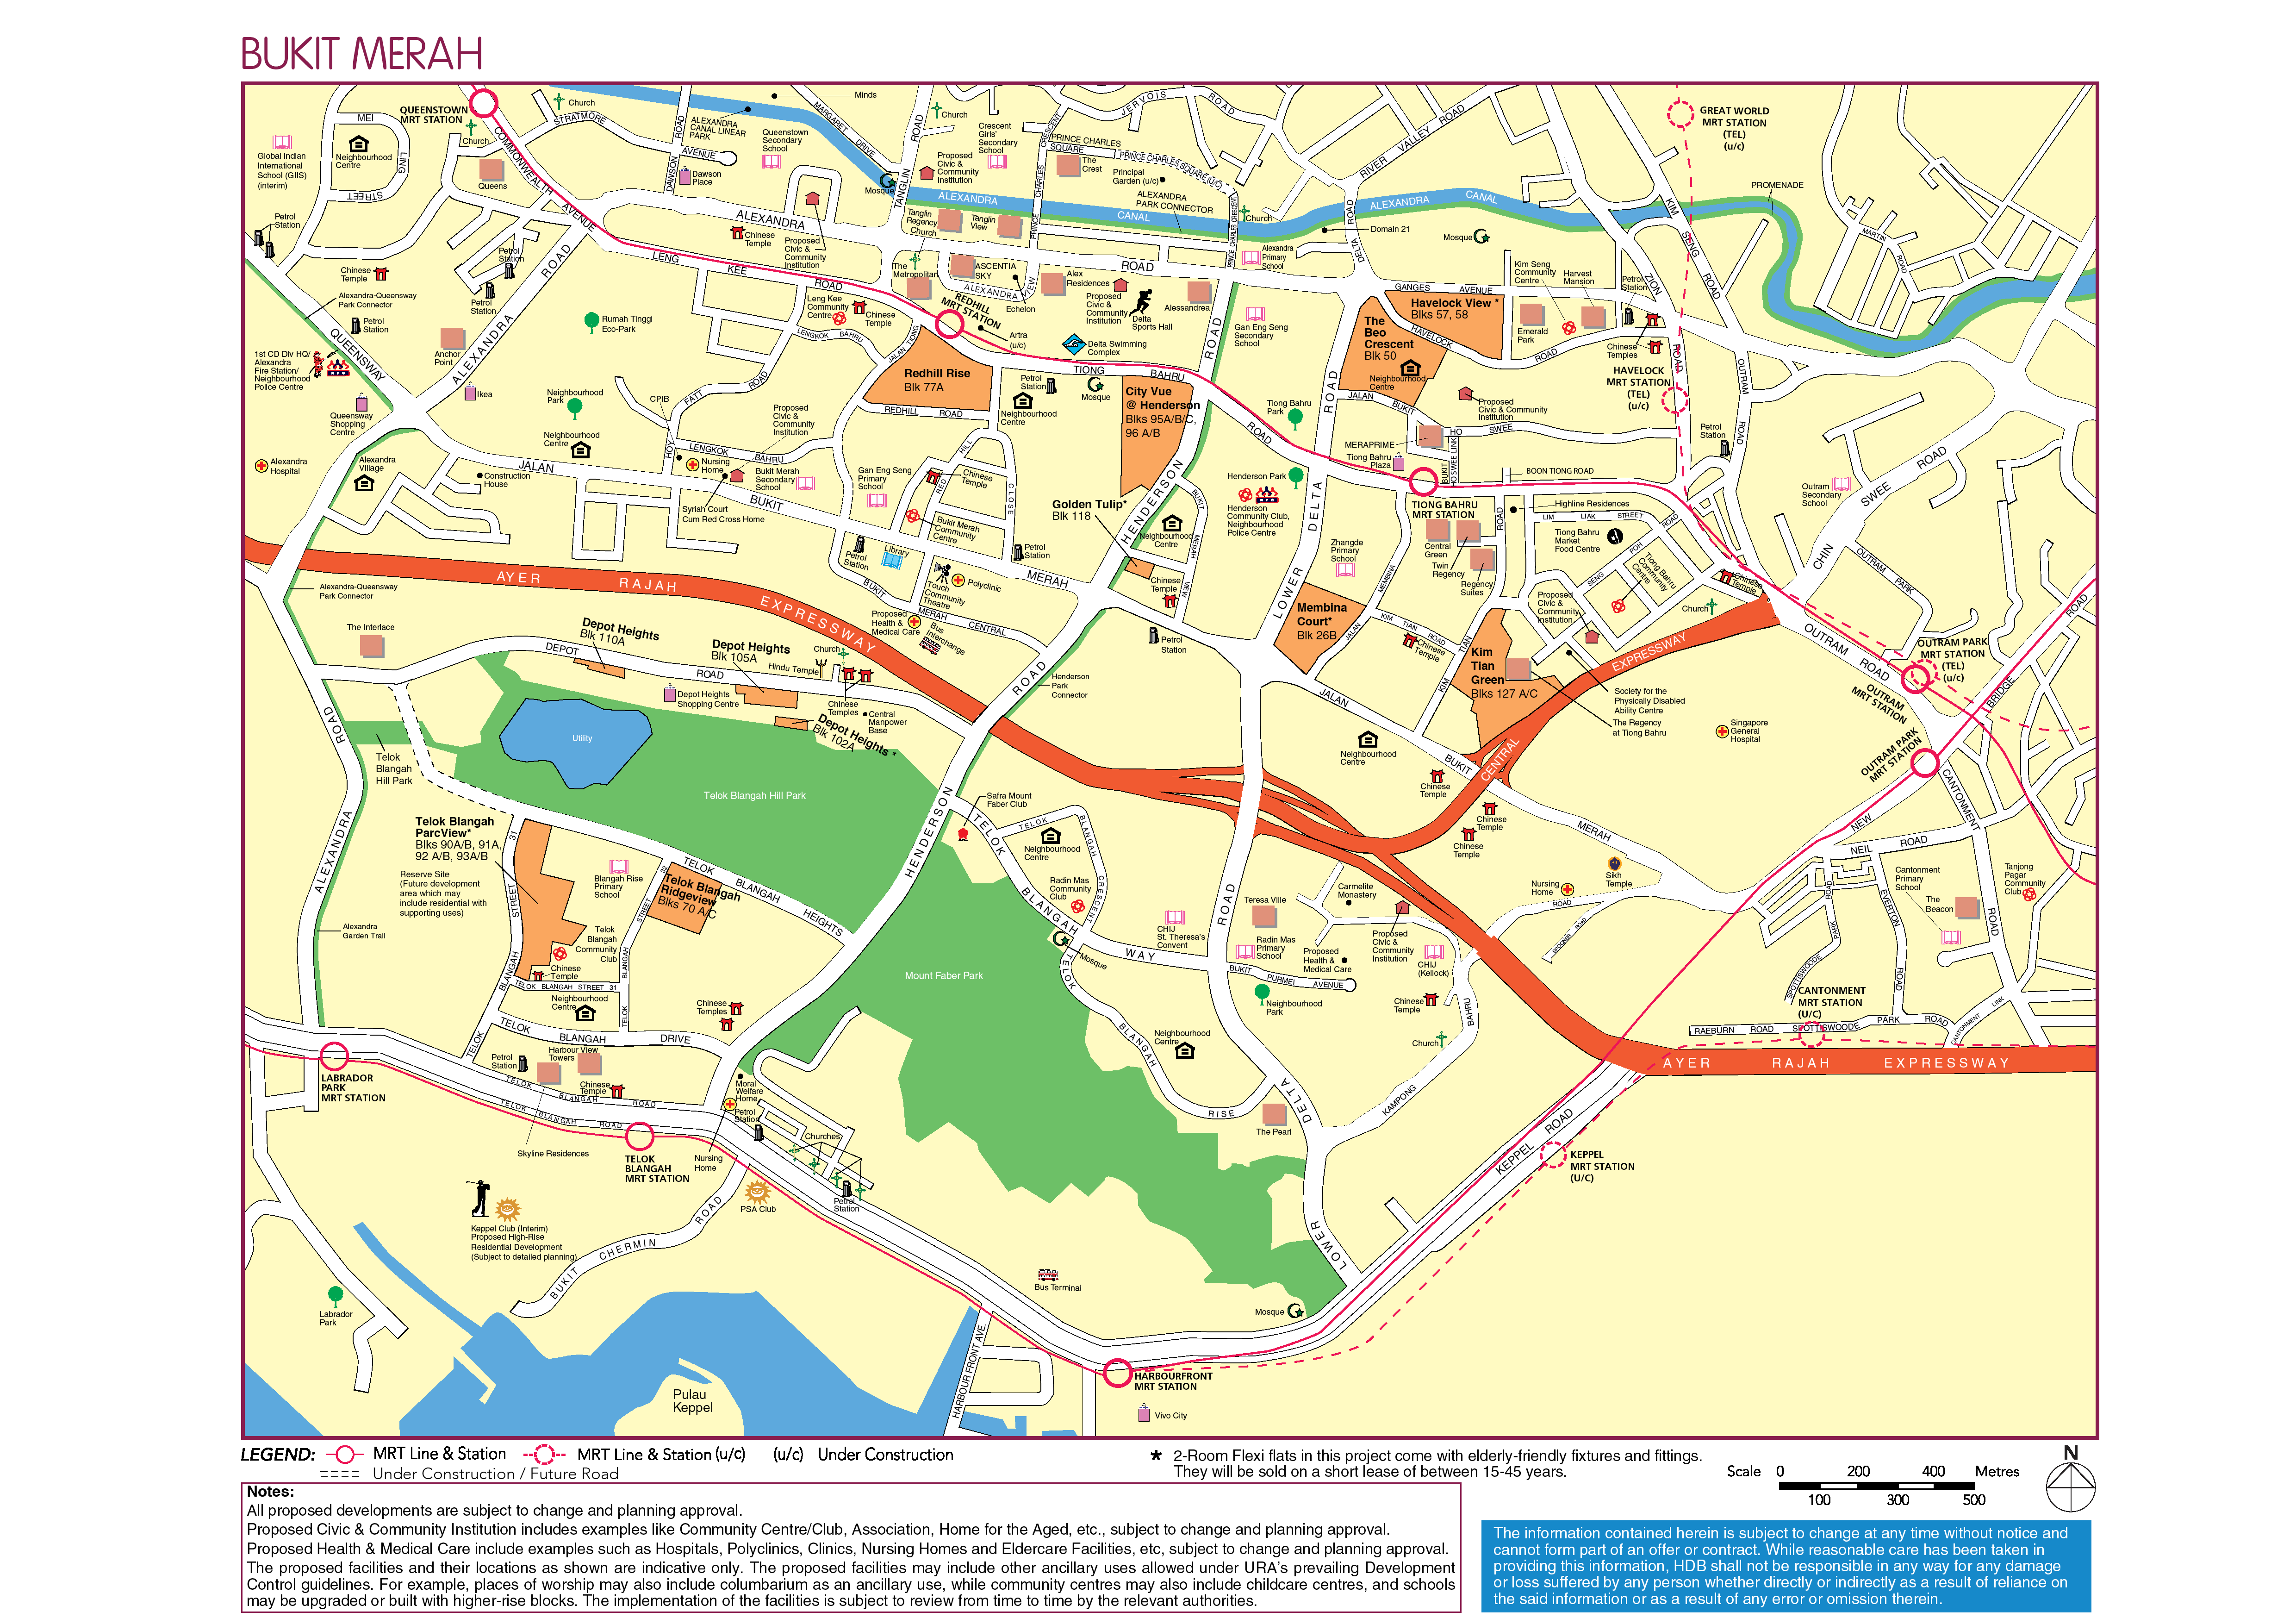 BUKIT MERAH
QUEENSTOWN
MRT STATION
Church
STRATMORE
Church
MEI
LING
STREET
Neighbourhood
Centre
Global Indian
International
School (GIIS)
(interim)
Queens
COMMONWEALTH
AVENUE
DAWSON
ROAD
ALEXANDRA
CANAL LINEAR
PARK
AVENUE
Dawson
Place
Queenstown
Secondary
School
Minds
MARGARET
DRIVE
Mosque
TANGLIN
ROAD
Church
Crescent
Girls'
Secondary
School
Proposed
Civic &
Community
Institution
JERVOIS
ROAD
PRINCE CHARLES
SQUARE
PRINCE CHARLES SQUARE (U/C)
The
Crest
Principal
Garden (u/c)
ALEXANDRA
PARK CONNECTOR
PRINCE
CHARLES
CRESCENT
RIVER VALLEY ROAD
GREAT WORLD
MRT STATION
(TEL)
(u/c)
PROMENADE
MARTIN
ROAD
KIM
SENG
ROAD
ALEXANDRA
CANAL
ALEXANDRA
CANAL
Church
PRINCE CHARLES CRESCENT
Domain 21
Mosque
DELTA
ROAD
Alexandra
Primary
School
Petrol
Station
Chinese
Temple
Petrol
Station
Petrol
Station
Petrol
Station
Alexandra-Queensway
Park Connector
QUEENSWAY
ALEXANDRA
ROAD
LENG
KEE
ROAD
ALEXANDRA
ROAD
Chinese
Temple
Proposed
Civic &
Community
Institution
Tanglin
Regency
Church
Tanglin
View
The
Metropolitan
ASCENTIA
SKY
ALEXANDRA
VIEW
Echelon
Alex
Residences
Proposed
Civic &
Community
Institution
Delta
Sports Hall
Alessandrea
REDHILL
MRT STATION
Artra
(u/c)
Delta Swimming
Complex
Leng Kee
Community
Centre
Chinese
Temple
LENGKOK
BAHRU
JALAN TIONG
Rumah Tinggi
Eco-Park
1st CD Div HQ/
Alexandra
Fire Station/
Neighbourhood
Police Centre
Queensway
Shopping
Centre
Anchor
Point
Ikea
Neighbourhood
Park
Neighbourhood
Centre
CPIB
HOY
FATT
ROAD
Redhill Rise
Blk 77A
REDHILL
ROAD
TIONG
BAHRU
ROAD
Petrol
Station
Mosque
Neighbourhood
Centre
City Vue
@ Henderson
Blks 95A/B/C,
96 A/B
Gan Eng Seng
Secondary
School
GANGES
AVENUE
Havelock View *
Blks 57, 58
The
Beo
Crescent
Blk 50
Neighbourhood
Centre
HAVELOCK
ROAD
Kim Seng
Community
Centre
Harvest
Mansion
Emerald
Park
Petrol
Station
Chinese
Temples
ZION
ROAD
HAVELOCK
MRT STATION
(TEL)
(u/c)
OUTRAM
ROAD
Petrol
Station
JALAN
BUKIT
HO
SWEE
Proposed
Civic & Community
Institution
MERAPRIME
BUKIT
HO SWEE LINK
Tiong Bahru
Plaza
Tiong Bahru
Park
Henderson Park
Henderson
Community Club,
Neighbourhood
Police Centre
BOON TIONG ROAD
TIONG BAHRU
MRT STATION
Highline Residences
LIM
LIAK
STREET
Central
Green
Twin
Regency
Regency
Suites
Tiong Bahru
Market
Food Centre
SENG
POH
ROAD
Tiong Bahru
Community
Centre
Chinese
Temple
Church
Outram
Secondary
School
CHIN
SWEE
ROAD
OUTRAM
PARK
Alexandra
Hospital
Alexandra
Village
JALAN
BUKIT
MERAH
Construction
House
LENGKOK
BAHRU
Nursing
Home
Syriah Court
Cum Red Cross Home
Proposed
Civic &
Community
Institution
Bukit Merah
Secondary
School
Gan Eng Seng
Primary
School
RED
HILL
CLOSE
Chinese
Temple
Bukit Merah
Community
Centre
Petrol
Station
Library
Petrol
Station
Polyclinic
Touch
Community
Theatre
BUKIT
MERAH
CENTRAL
Proposed
Health &
Medical Care
Bus
Interchange
Golden Tulip*
Blk 118
HENDERSON
ROAD
Neighbourhood
Centre
BUKIT
MERAH
VIEW
Chinese
Temple
Petrol
Station
Zhangde
Primary
School
LOWER
DELTA
ROAD
MEMBINA
Membina
Court*
Blk 26B
JALAN
KIM
TIAN
ROAD
Chinese
Temple
KIM
TIAN
ROAD
Kim
Tian
Green
Blks 127 A/C
Proposed
Civic &
Community
Institution
Society for the
Physically Disabled
Ability Centre
The Regency
at Tiong Bahru
CENTRAL
EXPRESSWAY
OUTRAM
ROAD
OUTRAM PARK
MRT STATION
(TEL)
(u/c)
OUTRAM
MRT STATION
OUTRAM PARK
MRT STATION
NEW
BRIDGE
ROAD
Singapore
General
Hospital
AYER
RAJAH
EXPRESSWAY
Alexandra-Queensway
Park Connector
The Interlace
DEPOT
ROAD
Depot Heights
Blk 110A
Depot Heights
Blk 105A
Hindu Temple
Church
Chinese
Temples
Central
Manpower
Base
Depot Heights
Shopping Centre
Depot Heights *
Blk 102A
Henderson
Park
Connector
Utility
Telok Blangah Hill Park
Telok
Blangah
Hill Park
ALEXANDRA
ROAD
Alexandra
Garden Trail
Telok Blangah
ParcView*
Blks 90A/B, 91A,
92 A/B, 93A/B
Reserve Site
(Future development
area which may
include residential with
supporting uses)
TELOK
BLANGAH
STREET
31
Blangah Rise
Primary
School
Telok Blangah
Ridgeview
Blks 70 A/C
TELOK
BLANGAH
HEIGHTS
TELOK
BLANGAH
STREET
Telok
Blangah
Community
Club
Chinese
Temple
TELOK BLANGAH STREET 31
Neighbourhood
Centre
TELOK
BLANGAH
DRIVE
Chinese
Temples
Safra Mount
Faber Club
TELOK
BLANGAH
CRESCENT
Neighbourhood
Centre
Radin Mas
Community
Club
TELOK
BLANGAH
WAY
Mosque
Mount Faber Park
TELOK
BLANGAH
RISE
Neighbourhood
Centre
CHIJ
St. Theresa's
Convent
Neighbourhood
Centre
JALAN
BUKIT
MERAH
Chinese
Temple
Chinese
Temple
Chinese
Temple
Sikh
Temple
Nursing
Home
SPOONER
ROAD
ROAD
Teresa Ville
Carmelite
Monastery
Radin Mas
Primary
School
Proposed
Health &
Medical Care
Proposed
Civic &
Community
Institution
CHIJ
(Kellock)
BUKIT
PURMEI
AVENUE
Neighbourhood
Park
Chinese
Temple
Church
KAMPONG
BAHRU
The Pearl
LOWER
DELTA
ROAD
NEIL
ROAD
CANTONMENT
ROAD
Cantonment
Primary
School
The
Beacon
Tanjong
Pagar
Community
Club
EVERTON
ROAD
SPOTTISWOODE
PARK
ROAD
CANTONMENT
MRT STATION
(U/C)
RAEBURN
ROAD
SPOTTISWOODE
PARK
ROAD
CANTONMENT
LINK
AYER
RAJAH
EXPRESSWAY
LABRADOR
PARK
MRT STATION
Petrol
Station
Harbour View
Towers
Chinese
Temple
TELOK
BLANGAH
ROAD
TELOK
BLANGAH
ROAD
Skyline Residences
TELOK
BLANGAH
MRT STATION
Moral
Welfare
Home
Petrol
Station
Nursing
Home
Churches
Petrol
Station
PSA Club
Keppel Club (Interim)
Proposed High-Rise
Residential Development
(Subject to detailed planning)
BUKIT
CHERMIN
ROAD
Labrador
Park
Pulau
Keppel
HARBOUR FRONT AVE.
Bus Terminal
Mosque
KEPPEL
ROAD
KEPPEL
MRT STATION
(U/C)
HARBOURFRONT
MRT STATION
Vivo City
LEGEND: MRT Line & Station MRT Line & Station (u/c) (u/c) Under Construction
Under Construction / Future Road
* 2-Room Flexi flats in this project come with elderly-friendly fixtures and fittings.
They will be sold on a short lease of between 15-45 years.
Scale 0 200 400 Metres
100 300 500
N
Notes:
All proposed developments are subject to change and planning approval.
Proposed Civic & Community Institution includes examples like Community Centre/Club, Association, Home for the Aged, etc., subject to change and planning approval.
Proposed Health & Medical Care include examples such as Hospitals, Polyclinics, Clinics, Nursing Homes and Eldercare Facilities, etc, subject to change and planning approval.
The proposed facilities and their locations as shown are indicative only. The proposed facilities may include other ancillary uses allowed under URA's prevailing Development
Control guidelines. For example, places of worship may also include columbarium as an ancillary use, while community centres may also include childcare centres, and schools
may be upgraded or built with higher-rise blocks. The implementation of the facilities is subject to review from time to time by the relevant authorities.
The information contained herein is subject to change at any time without notice and
cannot form part of an offer or contract. While reasonable care has been taken in
providing this information, HDB shall not be responsible in any way for any damage
or loss suffered by any person whether directly or indirectly as a result of reliance on
the said information or as a result of any error or omission therein.